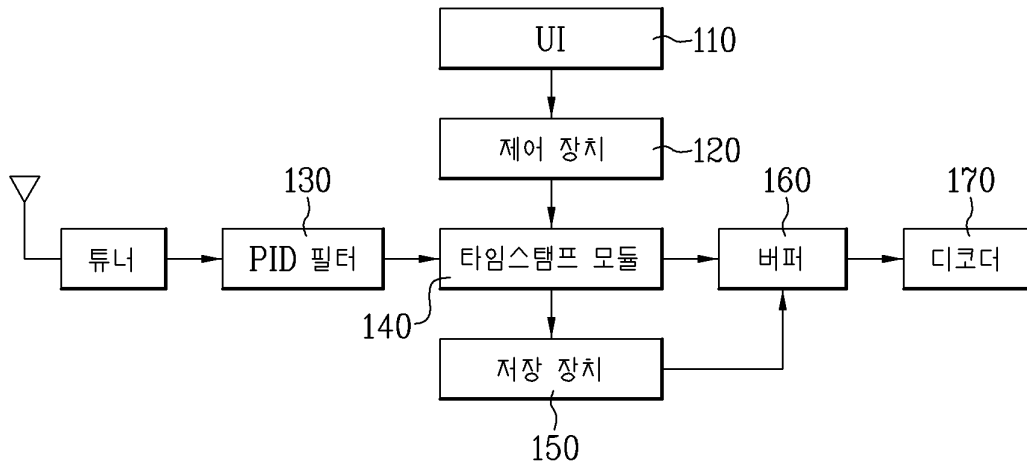 UI
110
제어 장치
120
130
160
170
튜너
PID 필터
타임스탬프 모듈
버퍼
디코더
140
저장 장치
150